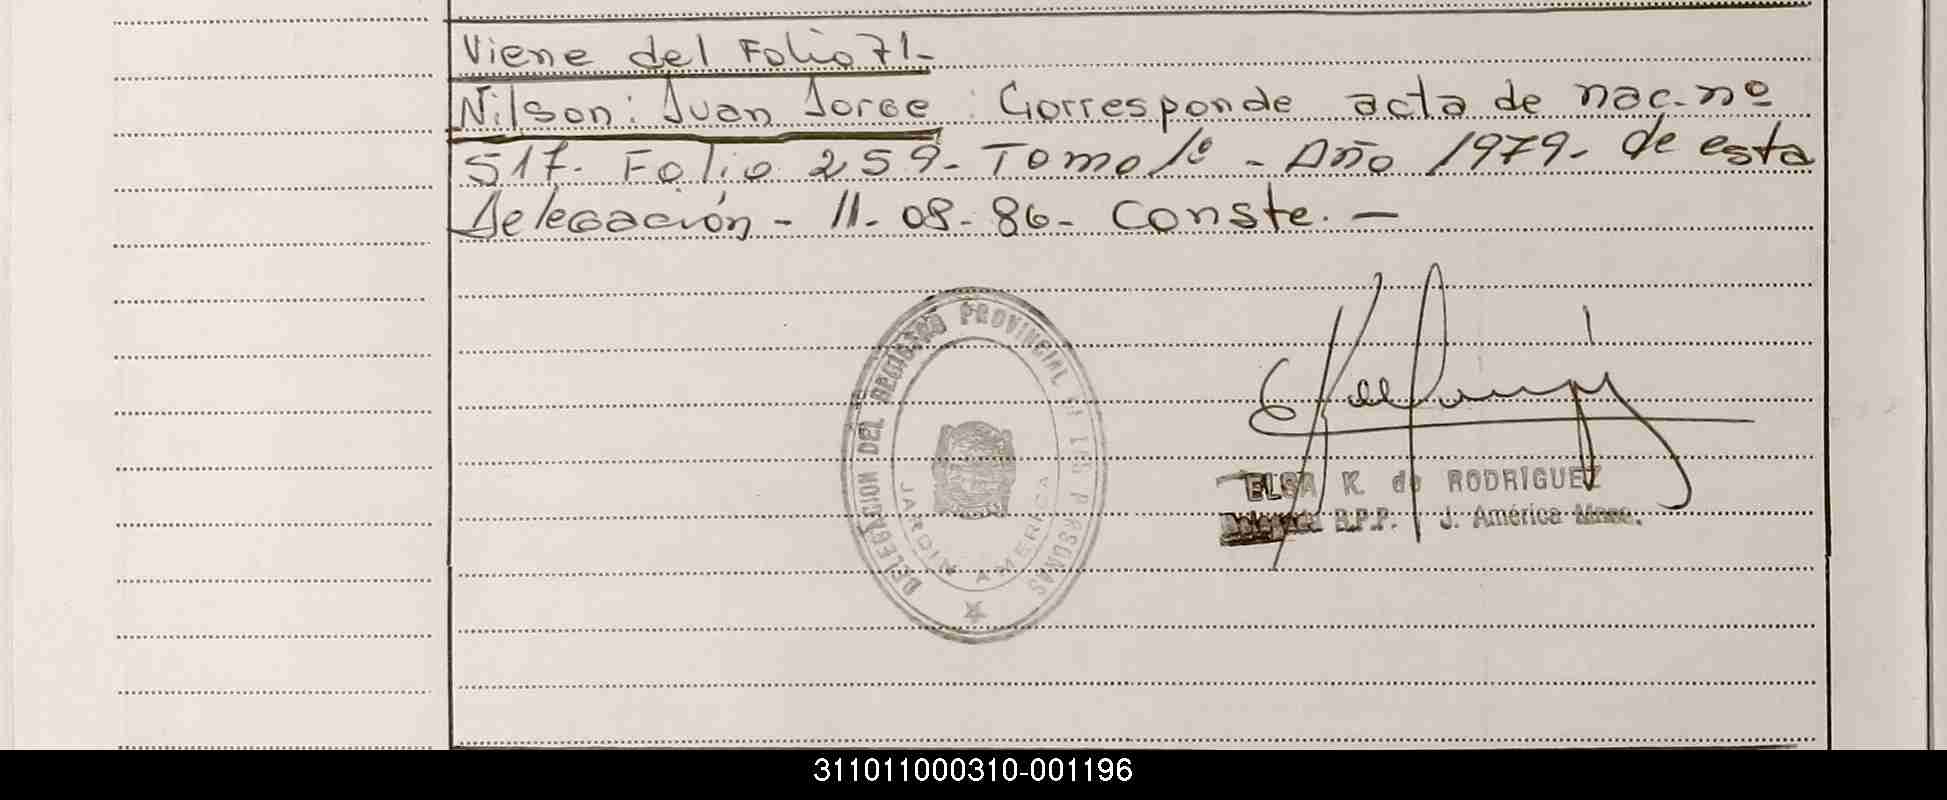 Viene del Folio 71-
Nilson: Juan Jorge: Corresponde acta de nac. nº
517. Folio 259- Tomo 1º - Año 1979- de esta
Delegación - 11-08-86- Conste. -
DELEGACION DEL REGISTRO PROVINCIAL DE LAS PERSONAS
JARDIN AMERICA
ELSA K. de RODRIGUEZ
Delegada R.P.P. J. América Mnes.
311011000310-001196